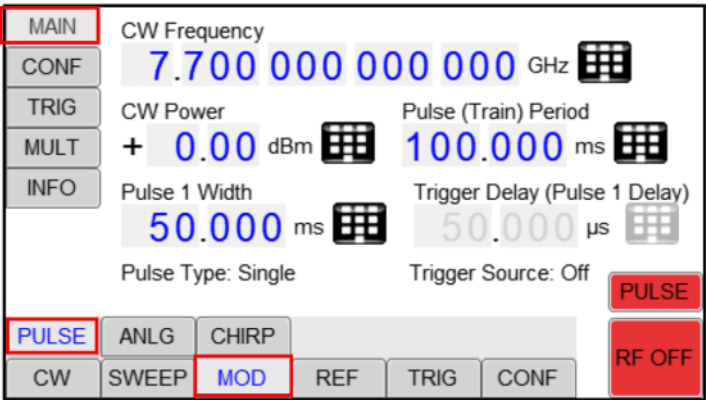 MAIN
CONF
TRIG
MULT
INFO
CW Frequency
7.700 000 000 000 GHz
CW Power
+ 0.00 dBm
Pulse (Train) Period
100.000 ms
Pulse 1 Width
50.000 ms
Trigger Delay (Pulse 1 Delay)
50.000 µs
Pulse Type: Single
Trigger Source: Off
PULSE
RF OFF
PULSE ANLG CHIRP
CW SWEEP MOD REF TRIG CONF